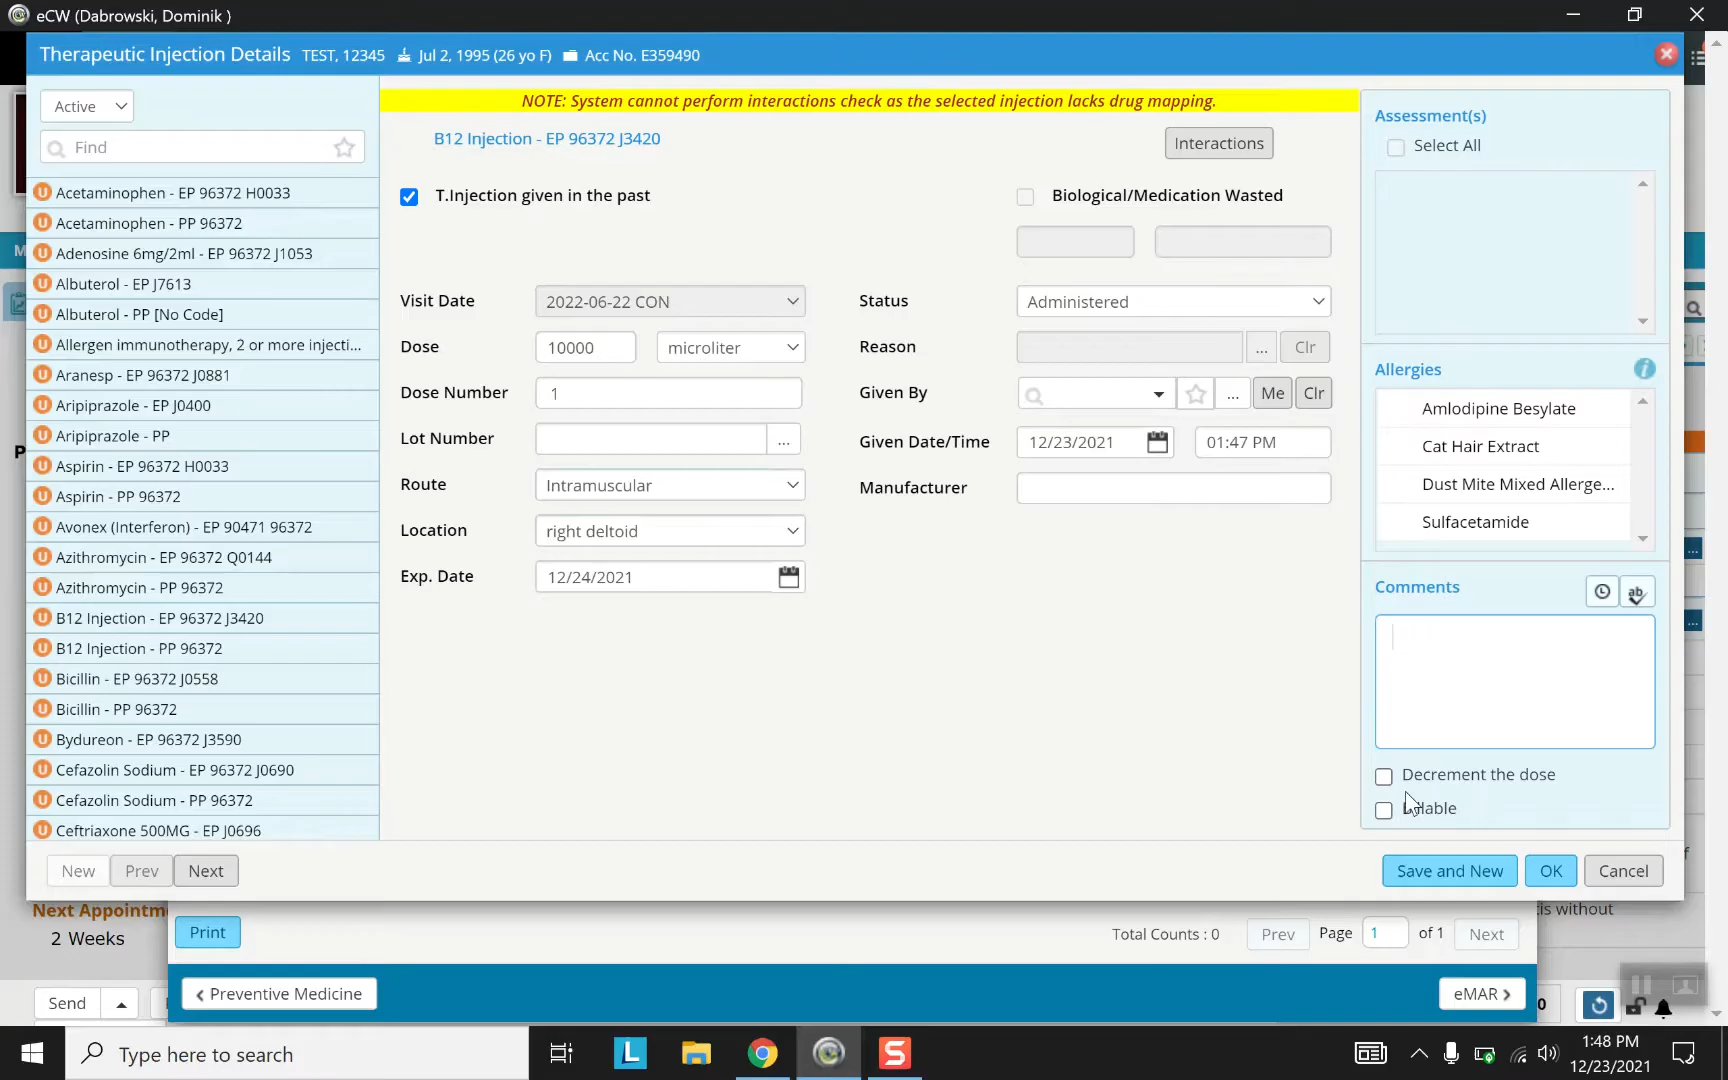 eCW (Dabrowski, Dominik )
Therapeutic Injection Details TEST, 12345 Jul 2, 1995 (26 yo F) Acc No. E359490
Active
Find
Acetaminophen - EP 96372 H0033
Acetaminophen - PP 96372
Adenosine 6mg/2ml - EP 96372 J1053
Albuterol - EP J7613
Albuterol - PP [No Code]
Allergen immunotherapy, 2 or more injecti...
Aranesp - EP 96372 J0881
Aripiprazole - EP J0400
Aripiprazole - PP
Aspirin - EP 96372 H0033
Aspirin - PP 96372
Avonex (Interferon) - EP 90471 96372
Azithromycin - EP 96372 Q0144
Azithromycin - PP 96372
B12 Injection - EP 96372 J3420
B12 Injection - PP 96372
Bicillin - EP 96372 J0558
Bicillin - PP 96372
Bydureon - EP 96372 J3590
Cefazolin Sodium - EP 96372 J0690
Cefazolin Sodium - PP 96372
Ceftriaxone 500MG - EP J0696
NOTE: System cannot perform interactions check as the selected injection lacks drug mapping.
B12 Injection - EP 96372 J3420
Interactions
T.Injection given in the past
Biological/Medication Wasted
Visit Date 2022-06-22 CON
Status Administered
Dose 10000 microliter
Reason ... Clr
Dose Number 1
Given By ... Me Clr
Lot Number ...
Given Date/Time 12/23/2021 01:47 PM
Route Intramuscular
Manufacturer
Location right deltoid
Exp. Date 12/24/2021
Assessment(s)
Select All
Allergies
Amlodipine Besylate
Cat Hair Extract
Dust Mite Mixed Allerge...
Sulfacetamide
Comments
Decrement the dose
New Prev Next
Save and New OK Cancel
Next Appointm
2 Weeks
is without
Print
Total Counts : 0 Prev Page 1 of 1 Next
Preventive Medicine
eMAR
Send
0
Type here to search
1:48 PM
12/23/2021